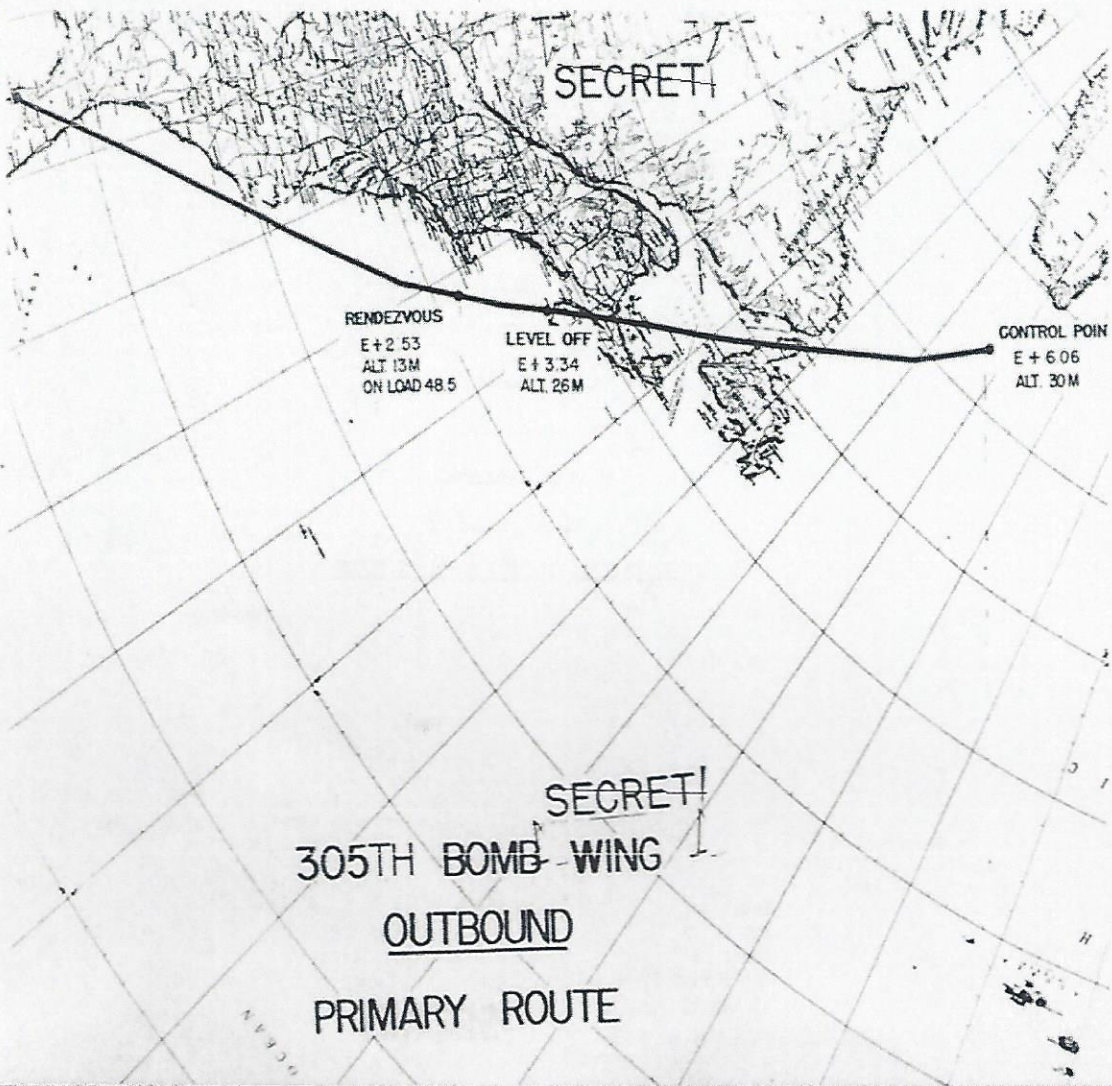 SECRET
RENDEZVOUS
E+2 53
ALT. 13M
ON LOAD 48.5
LEVEL OFF
E+3:34
ALT. 26M
CONTROL POIN
E+6:06
ALT. 30M
SECRET
305TH BOMB WING
OUTBOUND
PRIMARY ROUTE
OCEAN
I C
H